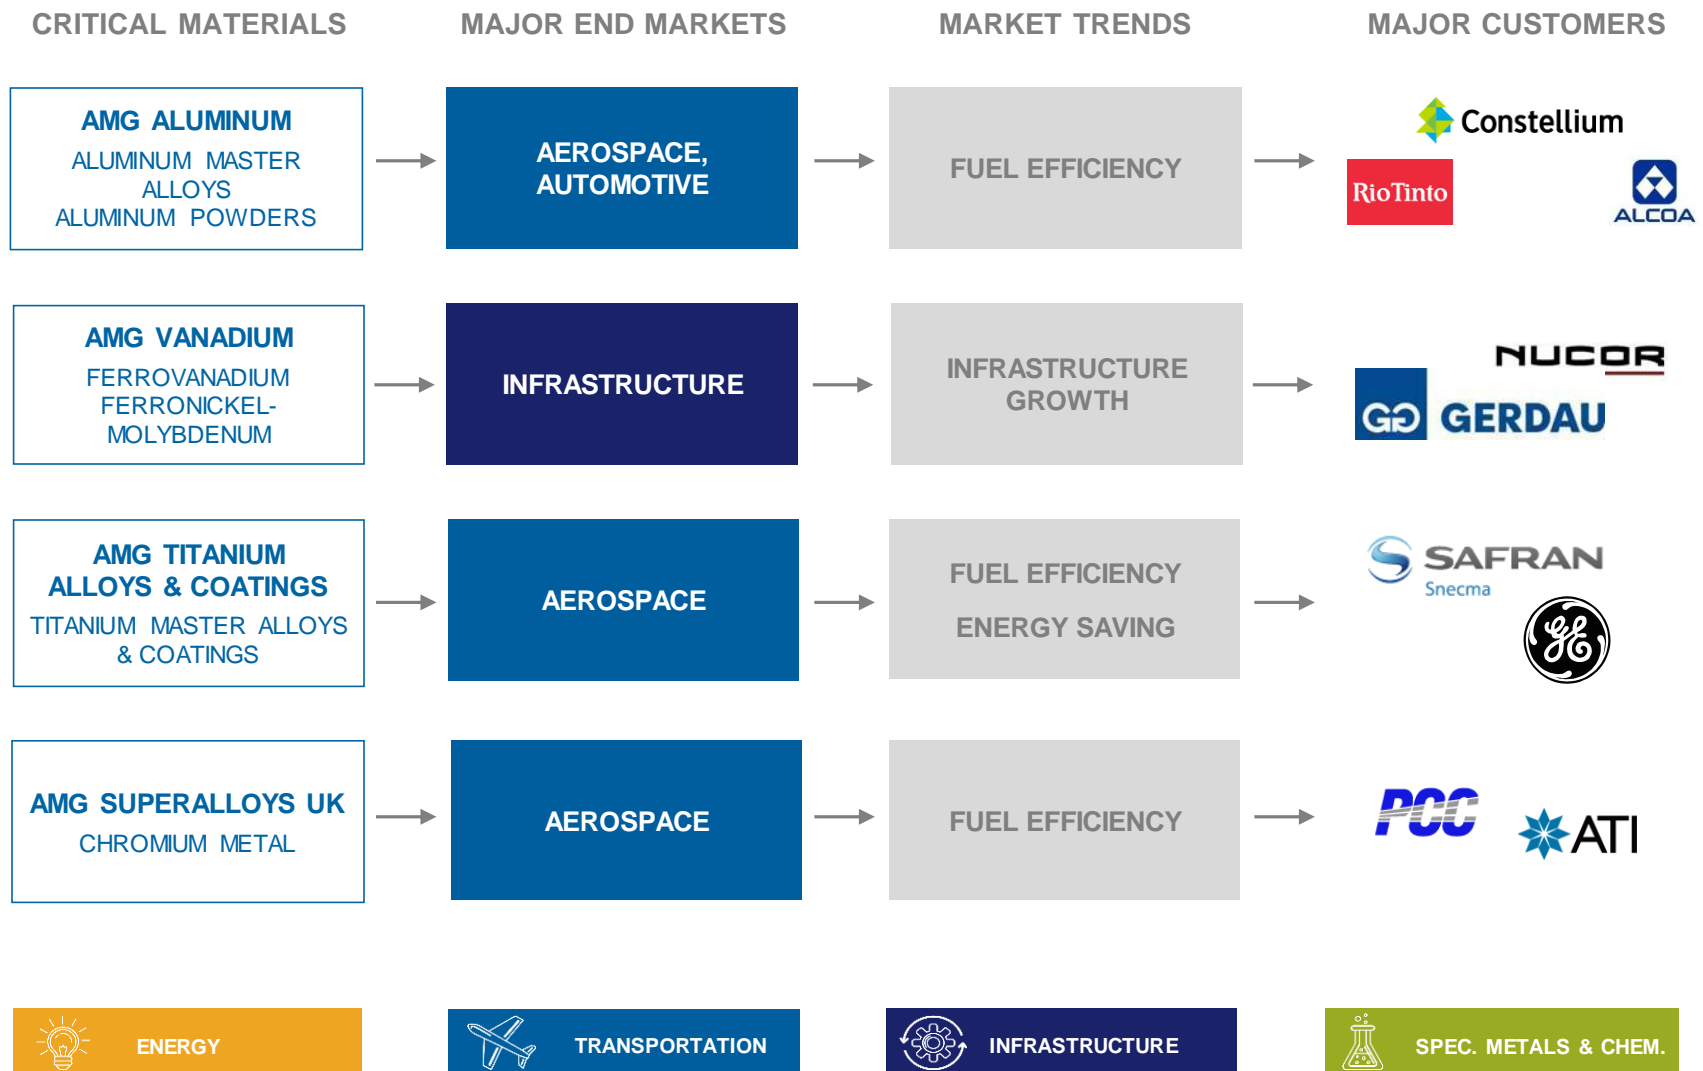 CRITICAL MATERIALS
MAJOR END MARKETS
MARKET TRENDS
MAJOR CUSTOMERS
AMG ALUMINUM
ALUMINUM MASTER
ALLOYS
ALUMINUM POWDERS
AEROSPACE,
AUTOMOTIVE
FUEL EFFICIENCY
Constellium
RioTinto
ALCOA
AMG VANADIUM
FERROVANADIUM
FERRONICKEL-
MOLYBDENUM
INFRASTRUCTURE
INFRASTRUCTURE
GROWTH
NUCOR
GG GERDAU
AMG TITANIUM
ALLOYS & COATINGS
TITANIUM MASTER ALLOYS
& COATINGS
AEROSPACE
FUEL EFFICIENCY
ENERGY SAVING
SAFRAN
Snecma
GE
AMG SUPERALLOYS UK
CHROMIUM METAL
AEROSPACE
FUEL EFFICIENCY
PCC
ATI
ENERGY
TRANSPORTATION
INFRASTRUCTURE
SPEC. METALS & CHEM.